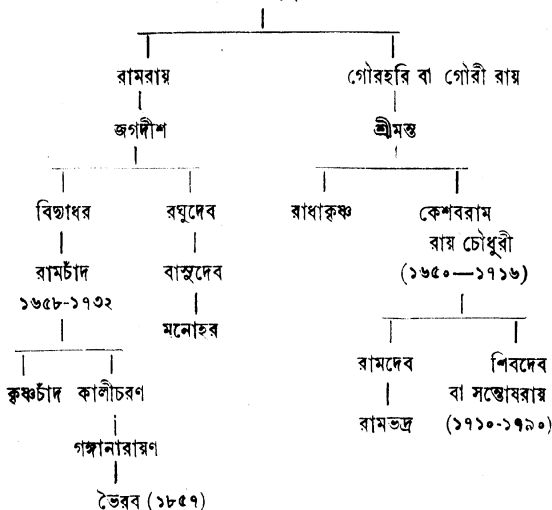 রামরায় গৌরহরি বা গৌরী রায়
জগদীশ শ্রীমন্ত
বিদ্যাধর রঘুদেব রাধাকৃষ্ণ কেশবরাম
রায় চৌধুরী
রামচাঁদ বাসুদেব (১৬৫০—১৭১৬)
১৬৫৮-১৭৩২
মনোহর
রামদেব শিবদেব
কৃষ্ণচাঁদ কালীচরণ বা সন্তোষরায়
রামভদ্র (১৭১০-১৭৯০)
গঙ্গানারায়ণ
ভৈরব (১৮৫৭)